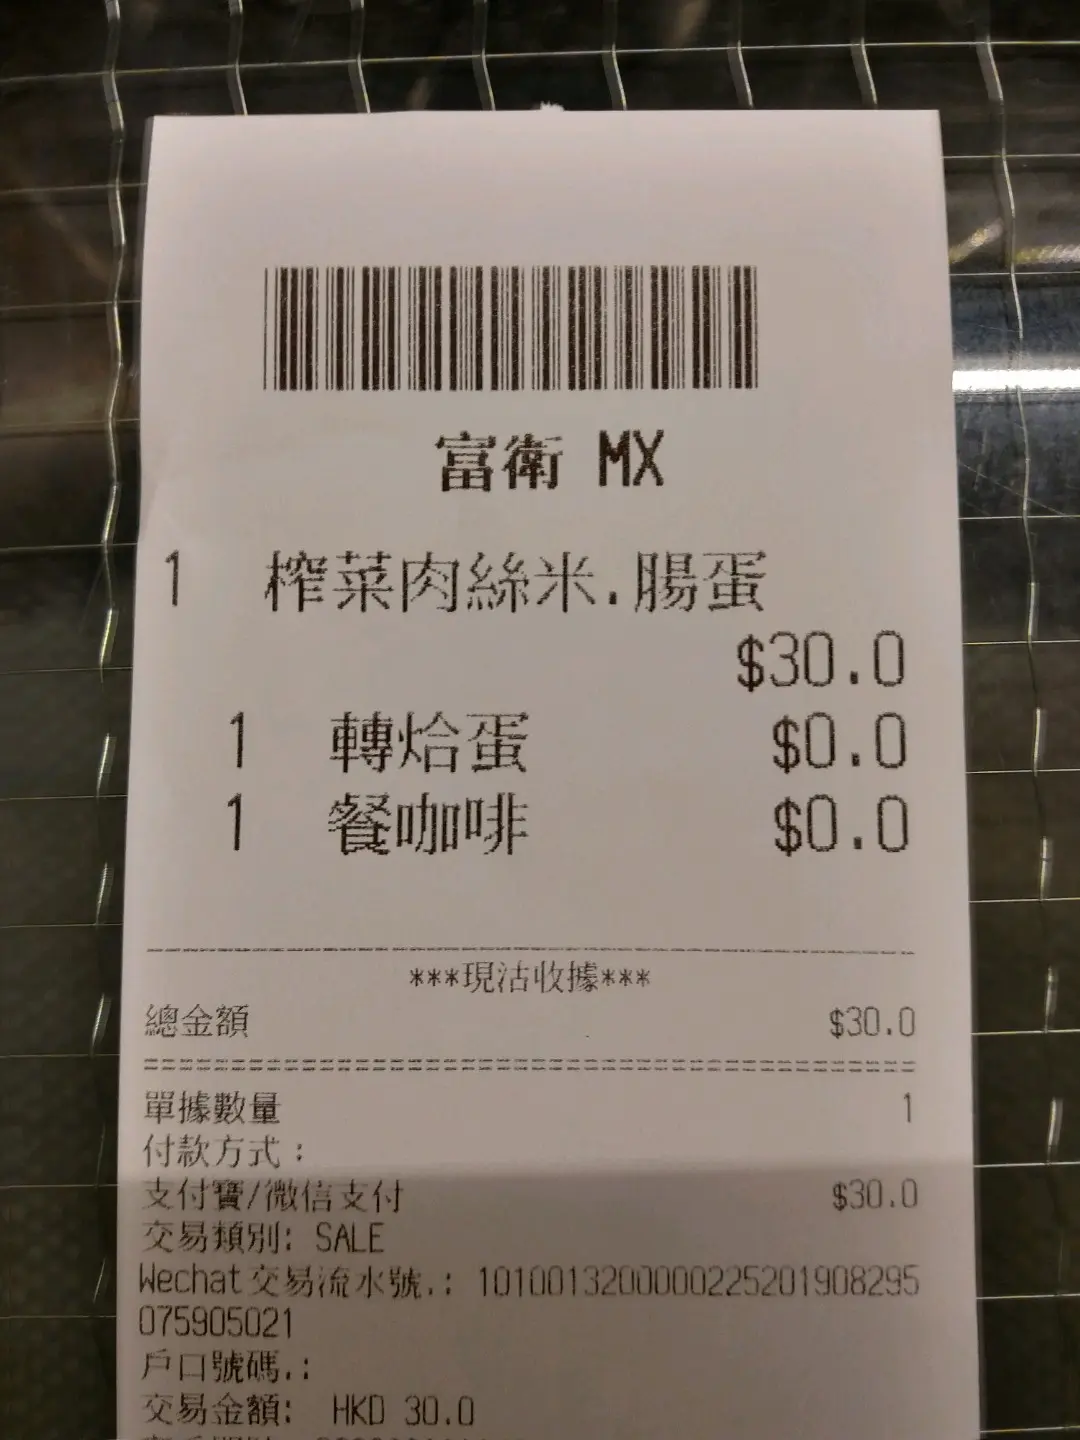 富衛 MX
1 榨菜肉絲米.腸蛋
$30.0
1 轉烚蛋 $0.0
1 餐咖啡 $0.0
***現沽收據***
總金額 $30.0
單據數量 1
付款方式：
支付寶/微信支付 $30.0
交易類別: SALE
Wechat交易流水號.: 1010013200000225201908295
075905021
戶口號碼.:
交易金額: HKD 30.0